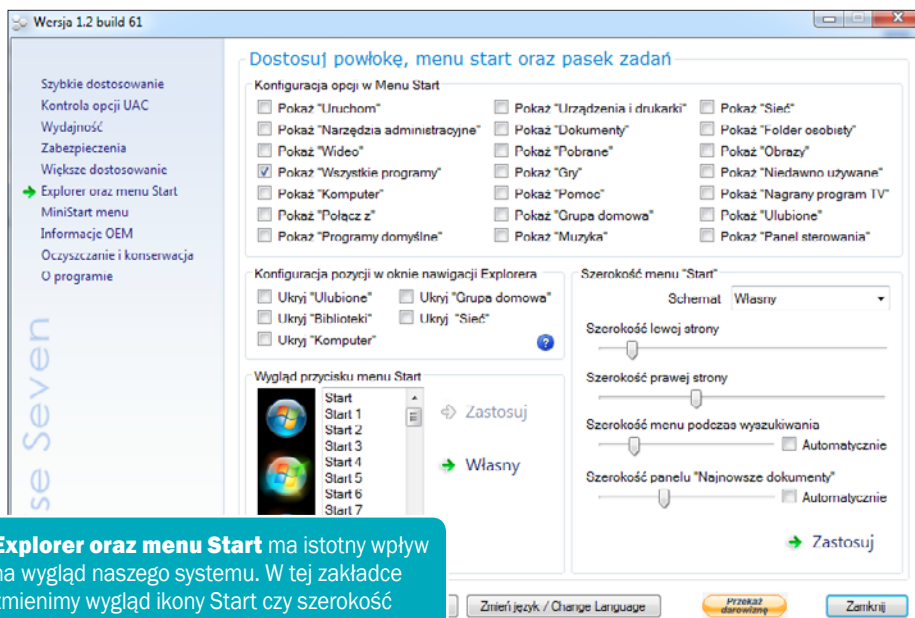 Wersja 1.2 build 61
Szybkie dostosowanie
Kontrola opcji UAC
Wydajność
Zabezpieczenia
Większe dostosowanie
Explorer oraz menu Start
MiniStart menu
Informacje OEM
Oczyszczanie i konserwacja
O programie
se Seven
Dostosuj powłokę, menu start oraz pasek zadań
Konfiguracja opcji w Menu Start
Pokaż "Uruchom"
Pokaż "Urządzenia i drukarki"
Pokaż "Sieć"
Pokaż "Narzędzia administracyjne"
Pokaż "Dokumenty"
Pokaż "Folder osobisty"
Pokaż "Wideo"
Pokaż "Pobrane"
Pokaż "Obrazy"
Pokaż "Wszystkie programy"
Pokaż "Gry"
Pokaż "Niedawno używane"
Pokaż "Komputer"
Pokaż "Pomoc"
Pokaż "Nagrany program TV"
Pokaż "Połącz z"
Pokaż "Grupa domowa"
Pokaż "Ulubione"
Pokaż "Programy domyślne"
Pokaż "Muzyka"
Pokaż "Panel sterowania"
Konfiguracja pozycji w oknie nawigacji Explorera
Ukryj "Ulubione"
Ukryj "Grupa domowa"
Ukryj "Biblioteki"
Ukryj "Sieć"
Ukryj "Komputer"
Wygląd przycisku menu Start
Start
Start 1
Start 2
Start 3
Start 4
Start 5
Start 6
Start 7
Zastosuj
Własny
Szerokość menu "Start"
Schemat
Własny
Szerokość lewej strony
Szerokość prawej strony
Szerokość menu podczas wyszukiwania
Automatycznie
Szerokość panelu "Najnowsze dokumenty"
Automatycznie
Zastosuj
Explorer oraz menu Start ma istotny wpływ
na wygląd naszego systemu. W tej zakładce
zmienimy wygląd ikony Start czy szerokość
Zmień język / Change Language
Przekaż
darowiznę
Zamknij